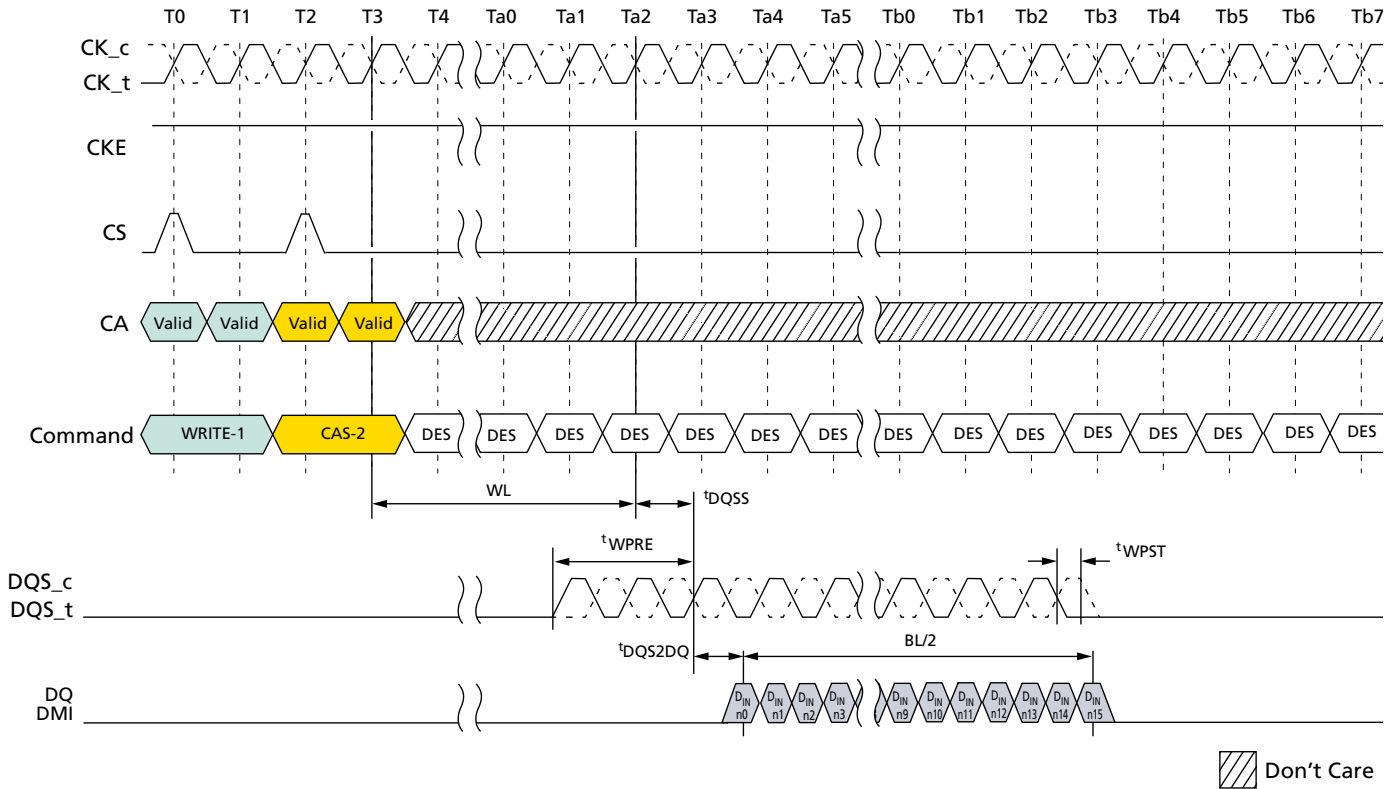 T0 T1 T2 T3 T4 Ta0 Ta1 Ta2 Ta3 Ta4 Ta5 Tb0 Tb1 Tb2 Tb3 Tb4 Tb5 Tb6 Tb7
CK_c
CK_t
CKE
CS
CA Valid Valid Valid Valid
Command WRITE-1 CAS-2 DES DES DES DES DES DES DES DES DES DES DES DES DES DES DES
WL tDQSS
tWPRE tWPST
DQS_c
DQS_t
tDQS2DQ BL/2
DQ
DMI
DIN DIN DIN DIN DIN DIN DIN DIN DIN DIN DIN
n0 n1 n2 n3 n9 n10 n11 n12 n13 n14 n15
Don't Care